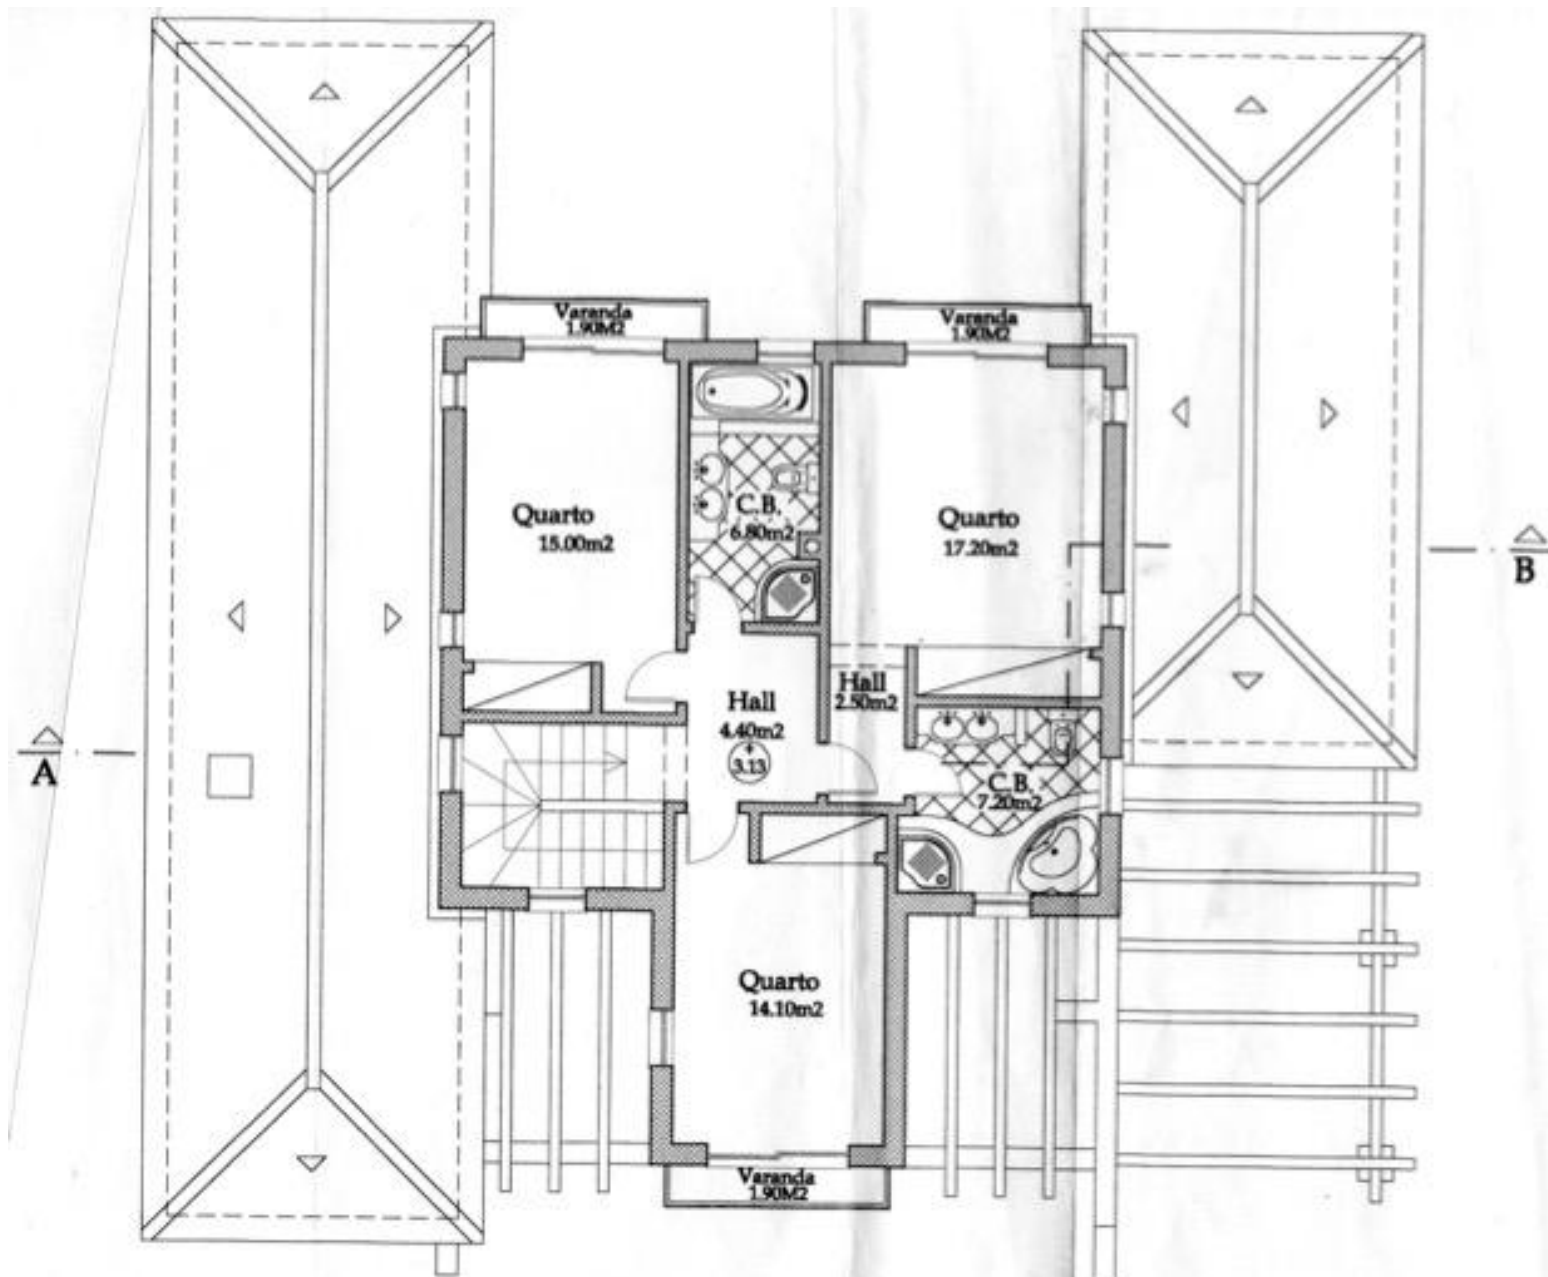 Varanda
1.90M2
Varanda
1.90M2
Quarto
15.00m2
C.B.
6.80m2
Quarto
17.20m2
B
Hall
4.40m2
+
3.13
Hall
2.50m2
A
C.B.
7.20m2
Quarto
14.10m2
Varanda
1.90M2